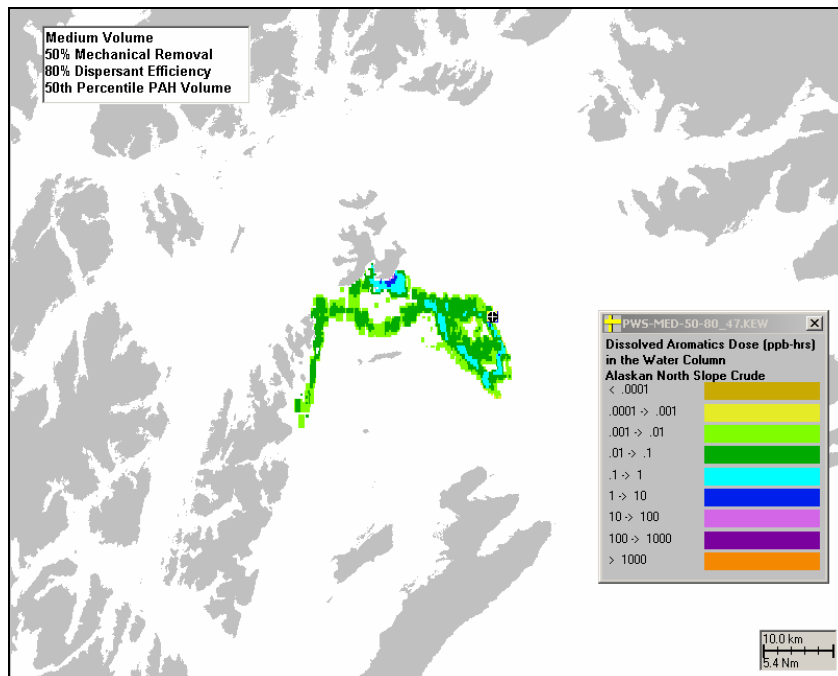 Medium Volume
50% Mechanical Removal
80% Dispersant Efficiency
50th Percentile PAH Volume
PWS-MED-50-80_47.KEW
Dissolved Aromatics Dose (ppb-hrs)
in the Water Column
Alaskan North Slope Crude
< .0001
.0001 -> .001
.001 -> .01
.01 -> .1
.1 -> 1
1 -> 10
10 -> 100
100 -> 1000
> 1000
10.0 km
5.4 Nm